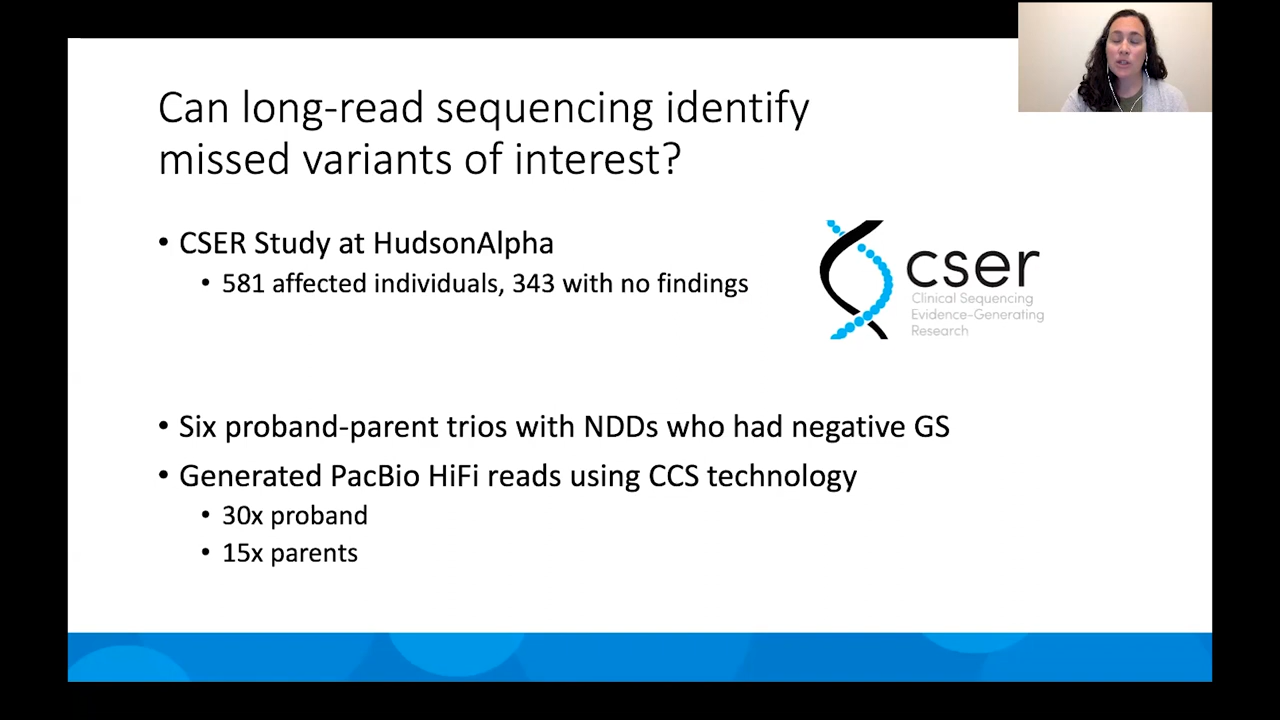 Can long-read sequencing identify
missed variants of interest?
• CSER Study at HudsonAlpha
• 581 affected individuals, 343 with no findings
cser
Clinical Sequencing
Evidence-Generating
Research
• Six proband-parent trios with NDDs who had negative GS
• Generated PacBio HiFi reads using CCS technology
• 30x proband
• 15x parents